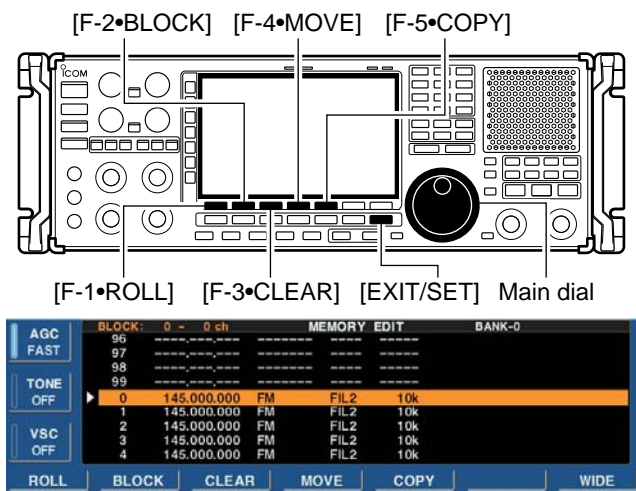 [F-2•BLOCK] [F-4•MOVE] [F-5•COPY]
ICOM
[F-1•ROLL] [F-3•CLEAR] [EXIT/SET] Main dial
AGC
FAST
TONE
OFF
VSC
OFF
BLOCK: 0 - 0 ch MEMORY EDIT BANK-0
96 ----.---.--- ------- ---- -----
97 ----.---.--- ------- ---- -----
98 ----.---.--- ------- ---- -----
99 ----.---.--- ------- ---- -----
0 145.000.000 FM FIL2 10k
1 145.000.000 FM FIL2 10k
2 145.000.000 FM FIL2 10k
3 145.000.000 FM FIL2 10k
4 145.000.000 FM FIL2 10k
ROLL BLOCK CLEAR MOVE COPY WIDE